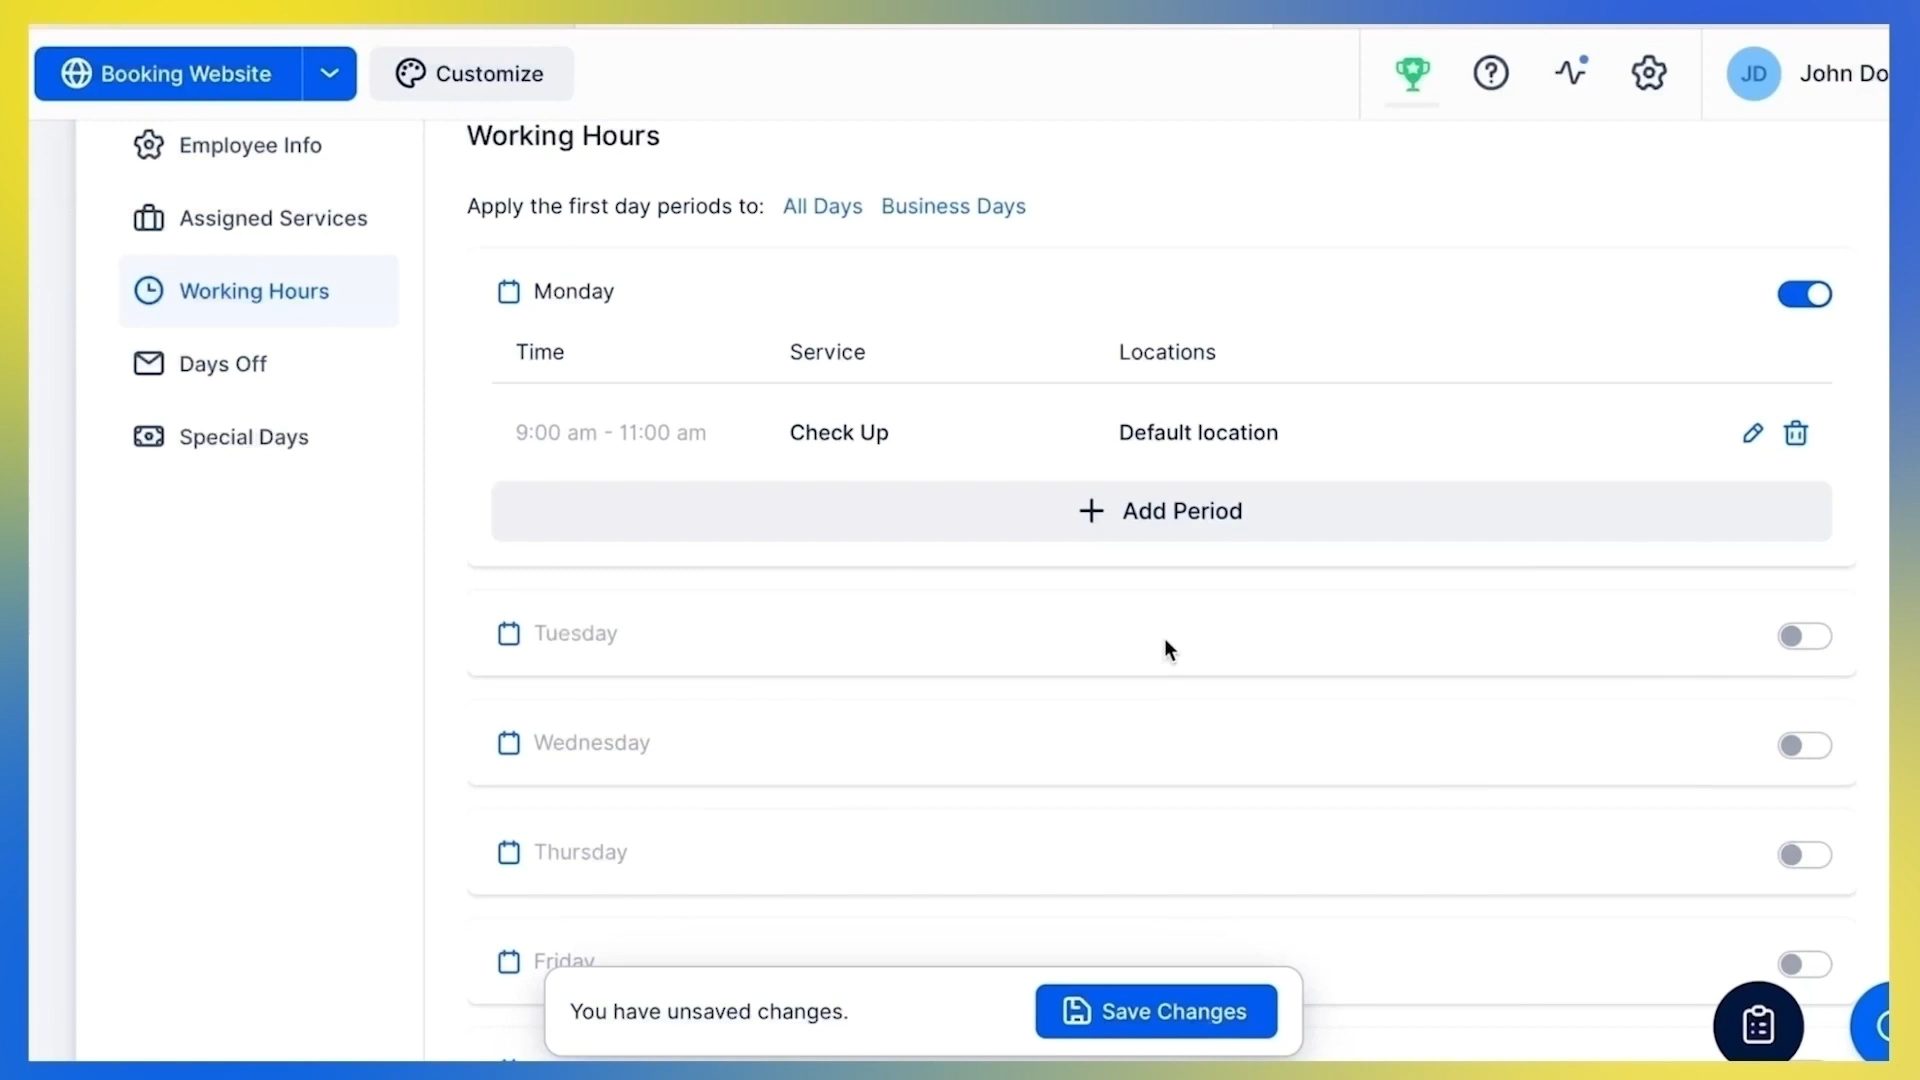 Booking Website
Customize
JD
John Do
Employee Info
Assigned Services
Working Hours
Days Off
Special Days
Working Hours
Apply the first day periods to: All Days Business Days
Monday
Time Service Locations
9:00 am - 11:00 am Check Up Default location
+ Add Period
Tuesday
Wednesday
Thursday
Friday
You have unsaved changes.
Save Changes